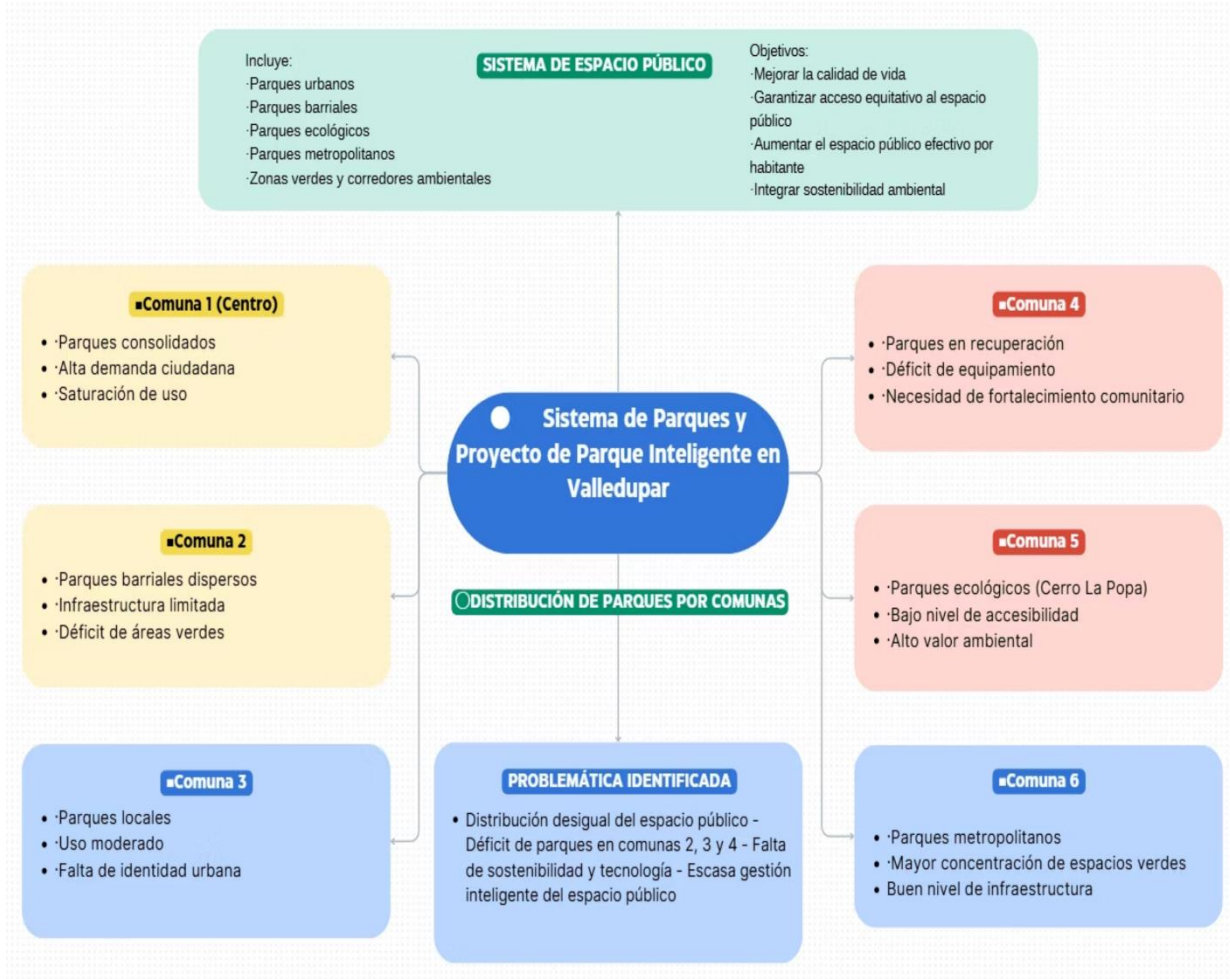 SISTEMA DE ESPACIO PÚBLICO
Incluye:
·Parques urbanos
·Parques barriales
·Parques ecológicos
·Parques metropolitanos
·Zonas verdes y corredores ambientales
Objetivos:
·Mejorar la calidad de vida
·Garantizar acceso equitativo al espacio
público
·Aumentar el espacio público efectivo por
habitante
·Integrar sostenibilidad ambiental
▪Comuna 1 (Centro)
• ·Parques consolidados
• ·Alta demanda ciudadana
• ·Saturación de uso
▪Comuna 4
• ·Parques en recuperación
• ·Déficit de equipamiento
• ·Necesidad de fortalecimiento comunitario
Sistema de Parques y
Proyecto de Parque Inteligente en
Valledupar
▪Comuna 2
• ·Parques barriales dispersos
• ·Infraestructura limitada
• ·Déficit de áreas verdes
○DISTRIBUCIÓN DE PARQUES POR COMUNAS
▪Comuna 5
• ·Parques ecológicos (Cerro La Popa)
• ·Bajo nivel de accesibilidad
• ·Alto valor ambiental
▪Comuna 3
• ·Parques locales
• ·Uso moderado
• ·Falta de identidad urbana
PROBLEMÁTICA IDENTIFICADA
• Distribución desigual del espacio público -
Déficit de parques en comunas 2, 3 y 4 - Falta
de sostenibilidad y tecnología - Escasa gestión
inteligente del espacio público
▪Comuna 6
• ·Parques metropolitanos
• ·Mayor concentración de espacios verdes
• Buen nivel de infraestructura